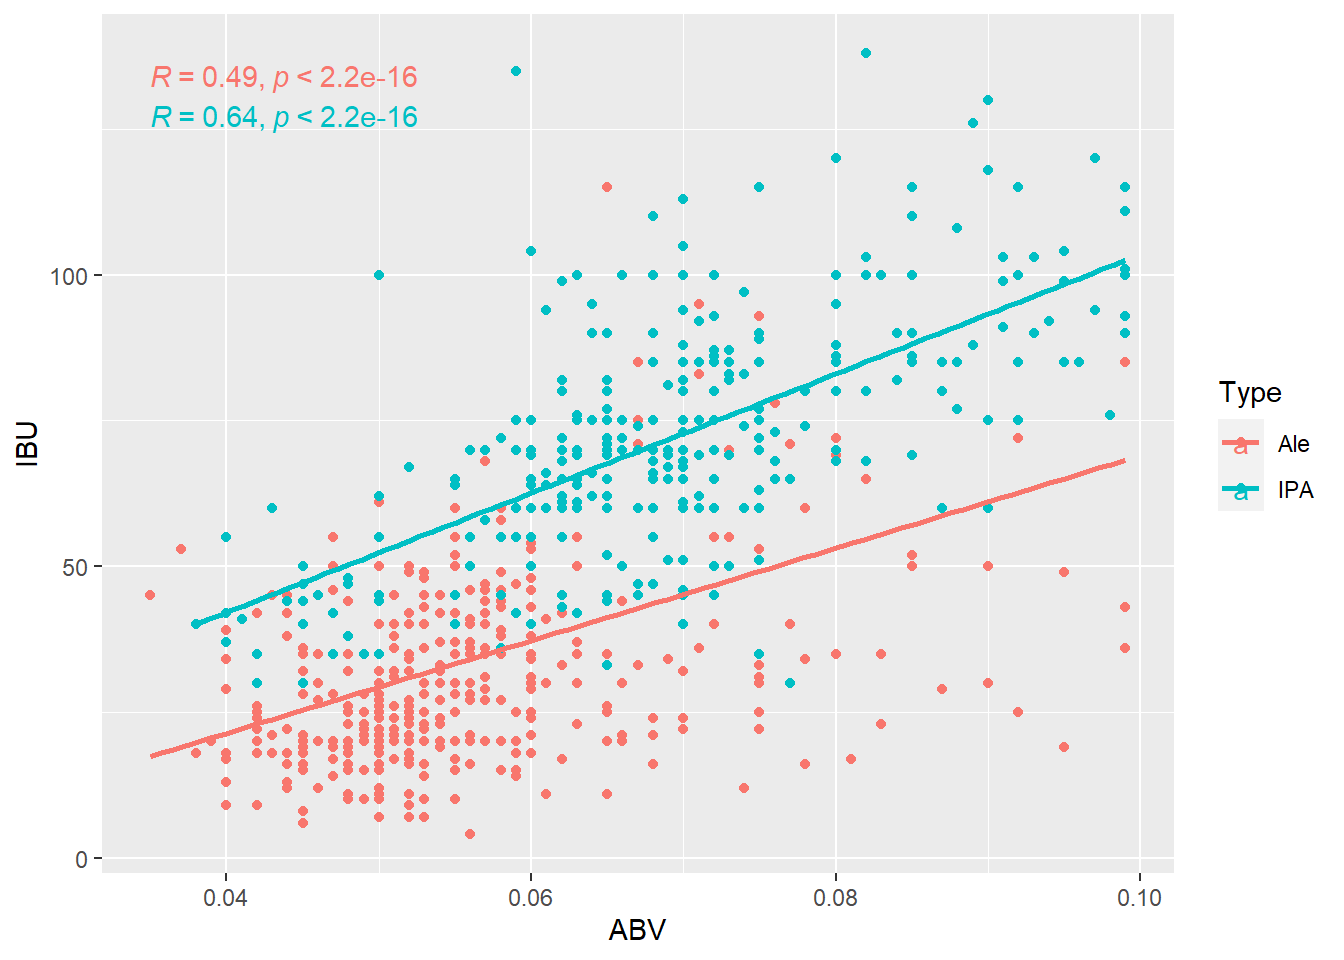 R = 0.49, p < 2.2e-16
R = 0.64, p < 2.2e-16
100
50
0
IBU
0.04 0.06 0.08 0.10
ABV
Type
a Ale
a IPA